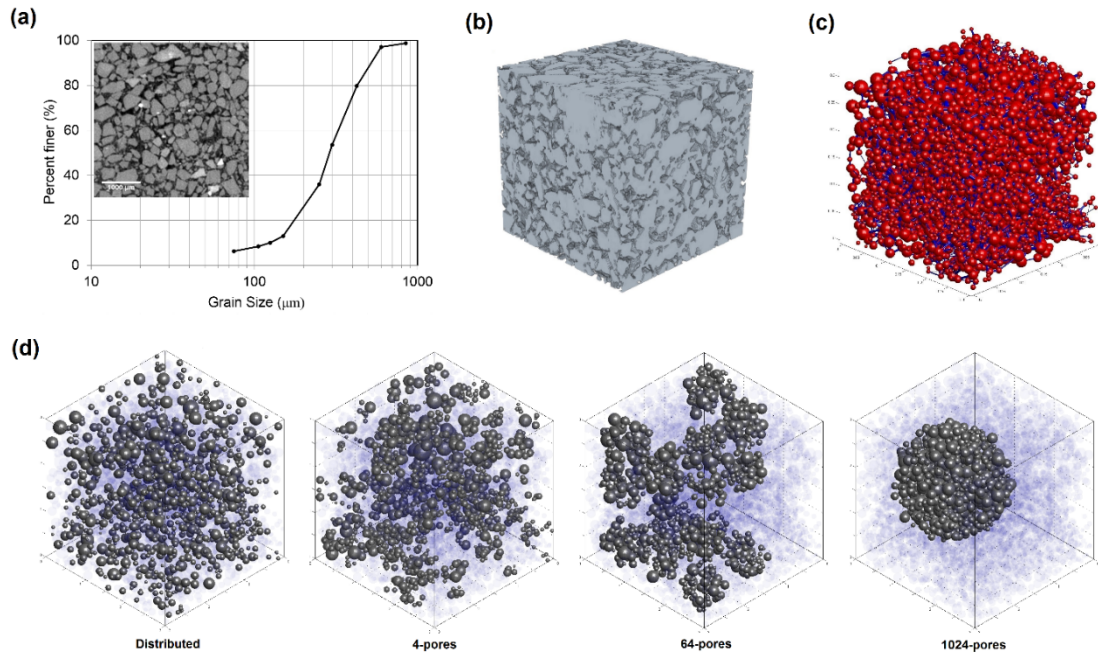 (a)
(b)
(c)
100
80
60
40
20
0
Percent finer (%)
1000 μm
10
100
1000
Grain Size (μm)
(d)
Distributed
4-pores
64-pores
1024-pores